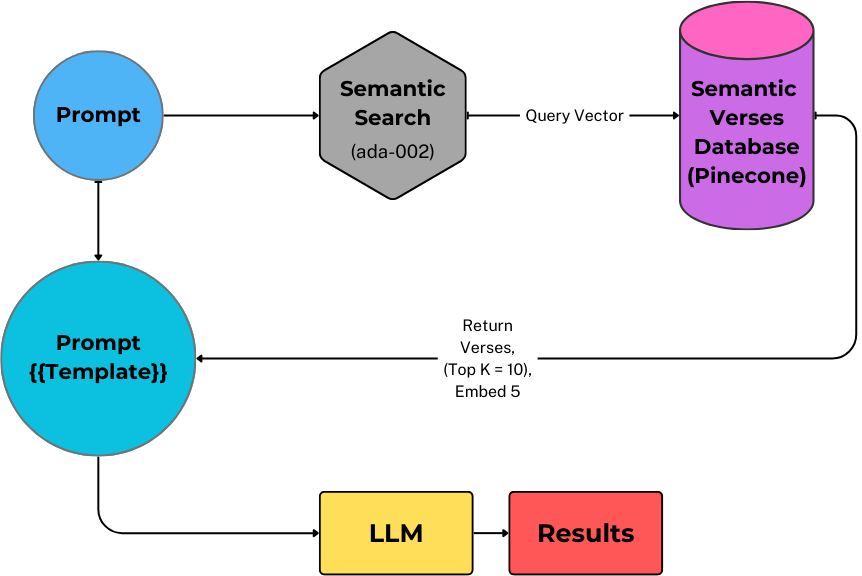 Prompt
Semantic
Search
(ada-002)
Query Vector
Semantic
Verses
Database
(Pinecone)
Prompt
{{Template}}
Return
Verses,
(Top K = 10),
Embed 5
LLM
Results